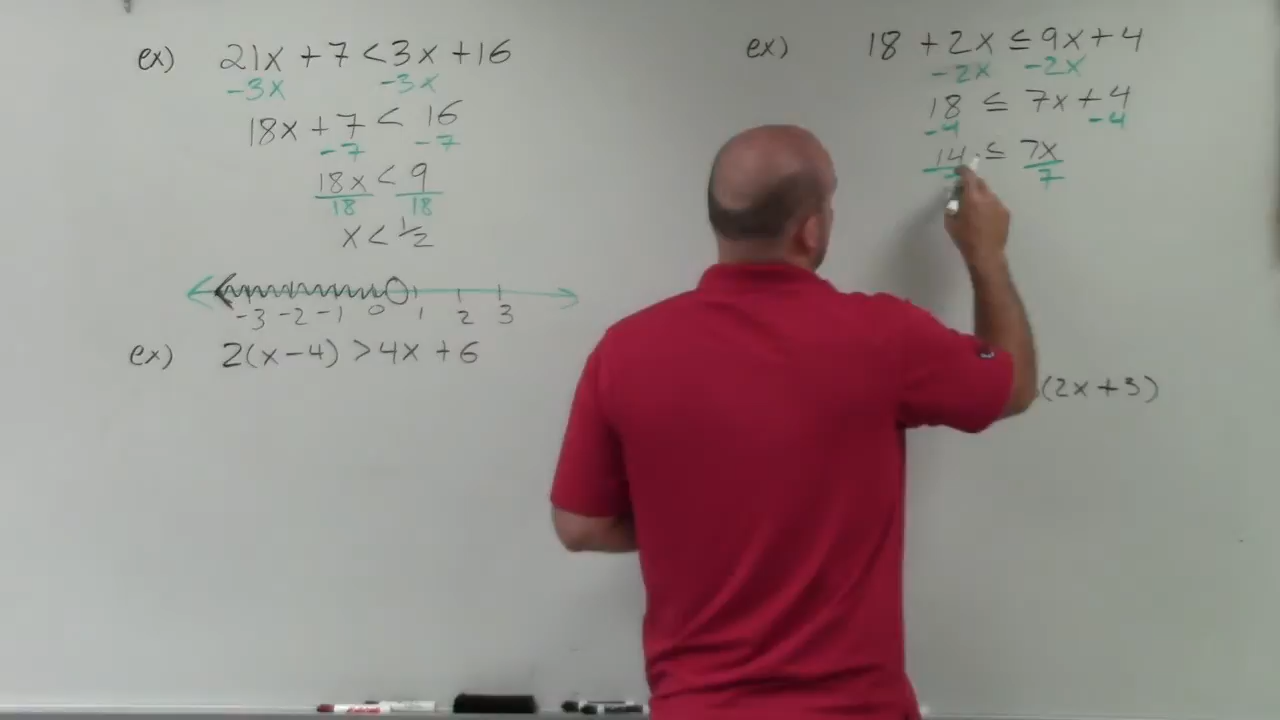 ex) 21x + 7 < 3x + 16
-3x -3x
18x + 7 < 16
-7 -7
18x < 9
18 18
x < 1/2
-3 -2 -1 0 1 2 3
ex) 2(x - 4) > 4x + 6
ex) 18 + 2x ≤ 9x + 4
-2x -2x
18 ≤ 7x + 4
-4 -4
14 ≤ 7x
7
(2x + 3)